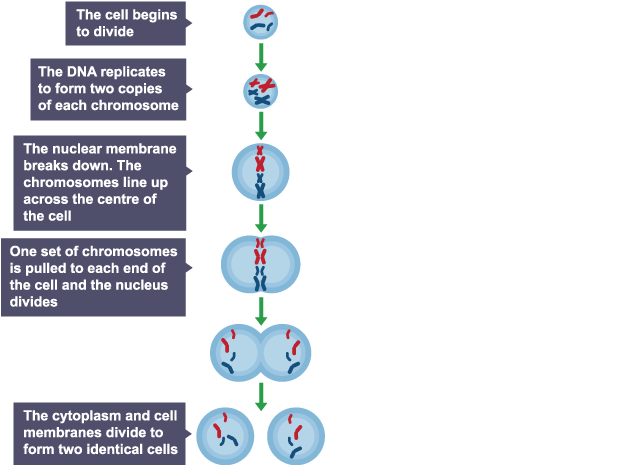 The cell begins
to divide
The DNA replicates
to form two copies
of each chromosome
The nuclear membrane
breaks down. The
chromosomes line up
across the centre of
the cell
One set of chromosomes
is pulled to each end of
the cell and the nucleus
divides
The cytoplasm and cell
membranes divide to
form two identical cells